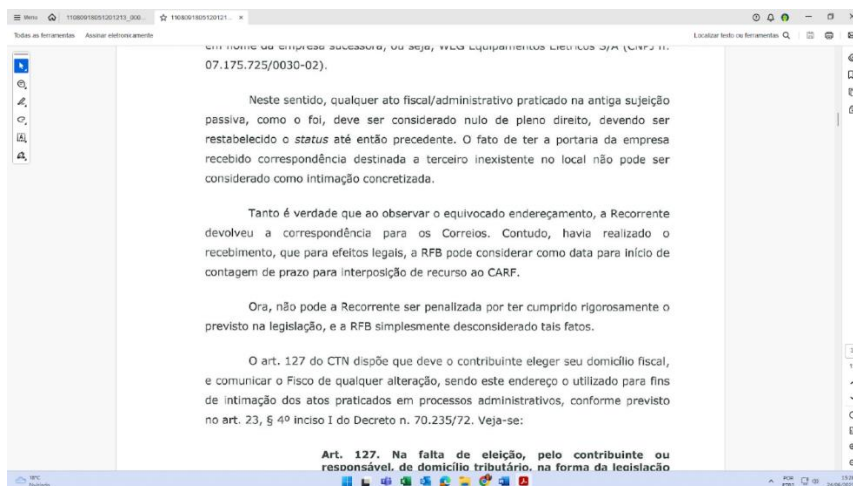 Menu
11080918051201213_000...
1108091805120121...
Todas as ferramentas
Assinar eletronicamente
Localizar texto ou ferramentas
em nome da empresa sucessora, ou seja, WEG Equipamentos Elétricos S/A (CNPJ n.
07.175.725/0030-02).
Neste sentido, qualquer ato fiscal/administrativo praticado na antiga sujeição
passiva, como o foi, deve ser considerado nulo de pleno direito, devendo ser
restabelecido o status até então precedente. O fato de ter a portaria da empresa
recebido correspondência destinada a terceiro inexistente no local não pode ser
considerado como intimação concretizada.
Tanto é verdade que ao observar o equivocado endereçamento, a Recorrente
devolveu a correspondência para os Correios. Contudo, havia realizado o
recebimento, que para efeitos legais, a RFB pode considerar como data para início de
contagem de prazo para interposição de recurso ao CARF.
Ora, não pode a Recorrente ser penalizada por ter cumprido rigorosamente o
previsto na legislação, e a RFB simplesmente desconsiderado tais fatos.
O art. 127 do CTN dispõe que deve o contribuinte eleger seu domicílio fiscal,
e comunicar o Fisco de qualquer alteração, sendo este endereço o utilizado para fins
de intimação dos atos praticados em processos administrativos, conforme previsto
no art. 23, § 4º inciso I do Decreto n. 70.235/72. Veja-se:
Art. 127. Na falta de eleição, pelo contribuinte ou
responsável, de domicílio tributário, na forma da legislação
18°C
POR